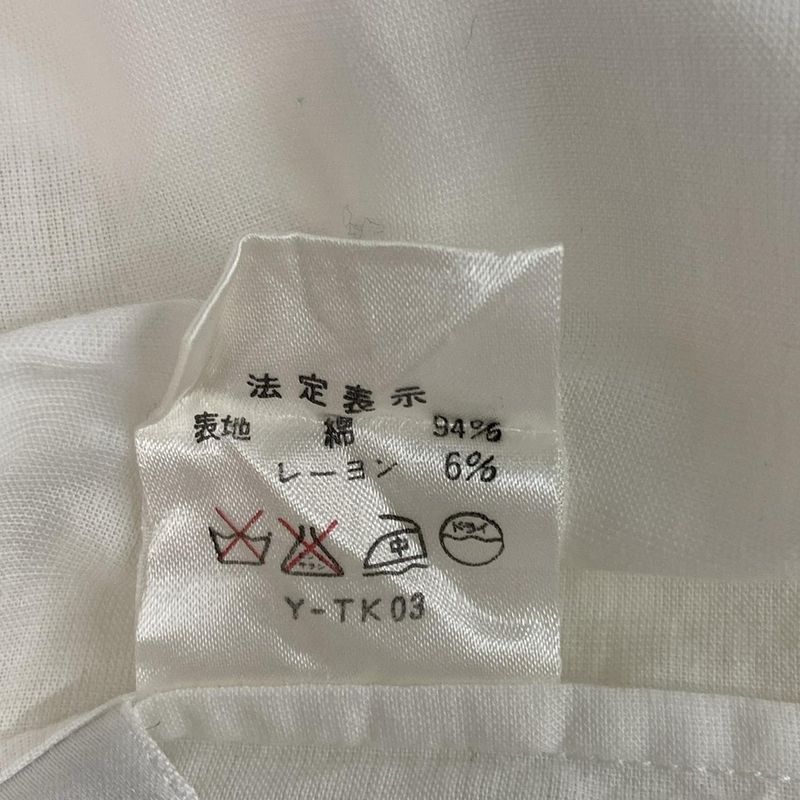 法定表示
表地 綿 94%
レーヨン 6%
中 ドライ
Y-TK03